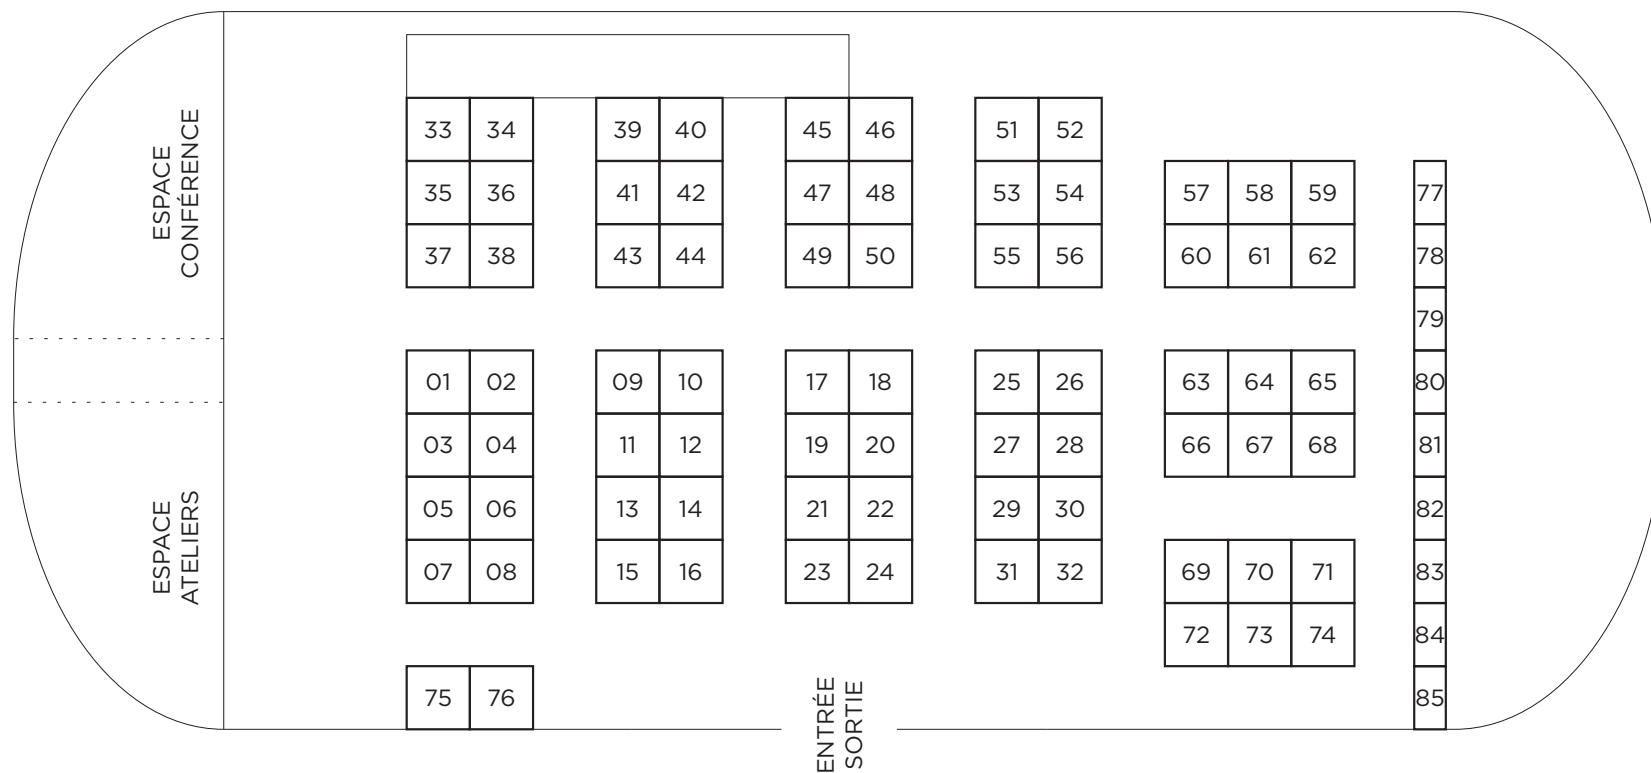 ESPACE
CONFÉRENCE
33 34 39 40 45 46 51 52
35 36 41 42 47 48 53 54 57 58 59 77
37 38 43 44 49 50 55 56 60 61 62 78
79
01 02 09 10 17 18 25 26 63 64 65 80
03 04 11 12 19 20 27 28 66 67 68 81
ESPACE
ATELIERS
05 06 13 14 21 22 29 30 82
07 08 15 16 23 24 31 32 69 70 71 83
72 73 74 84
75 76 85
ENTRÉE
SORTIE